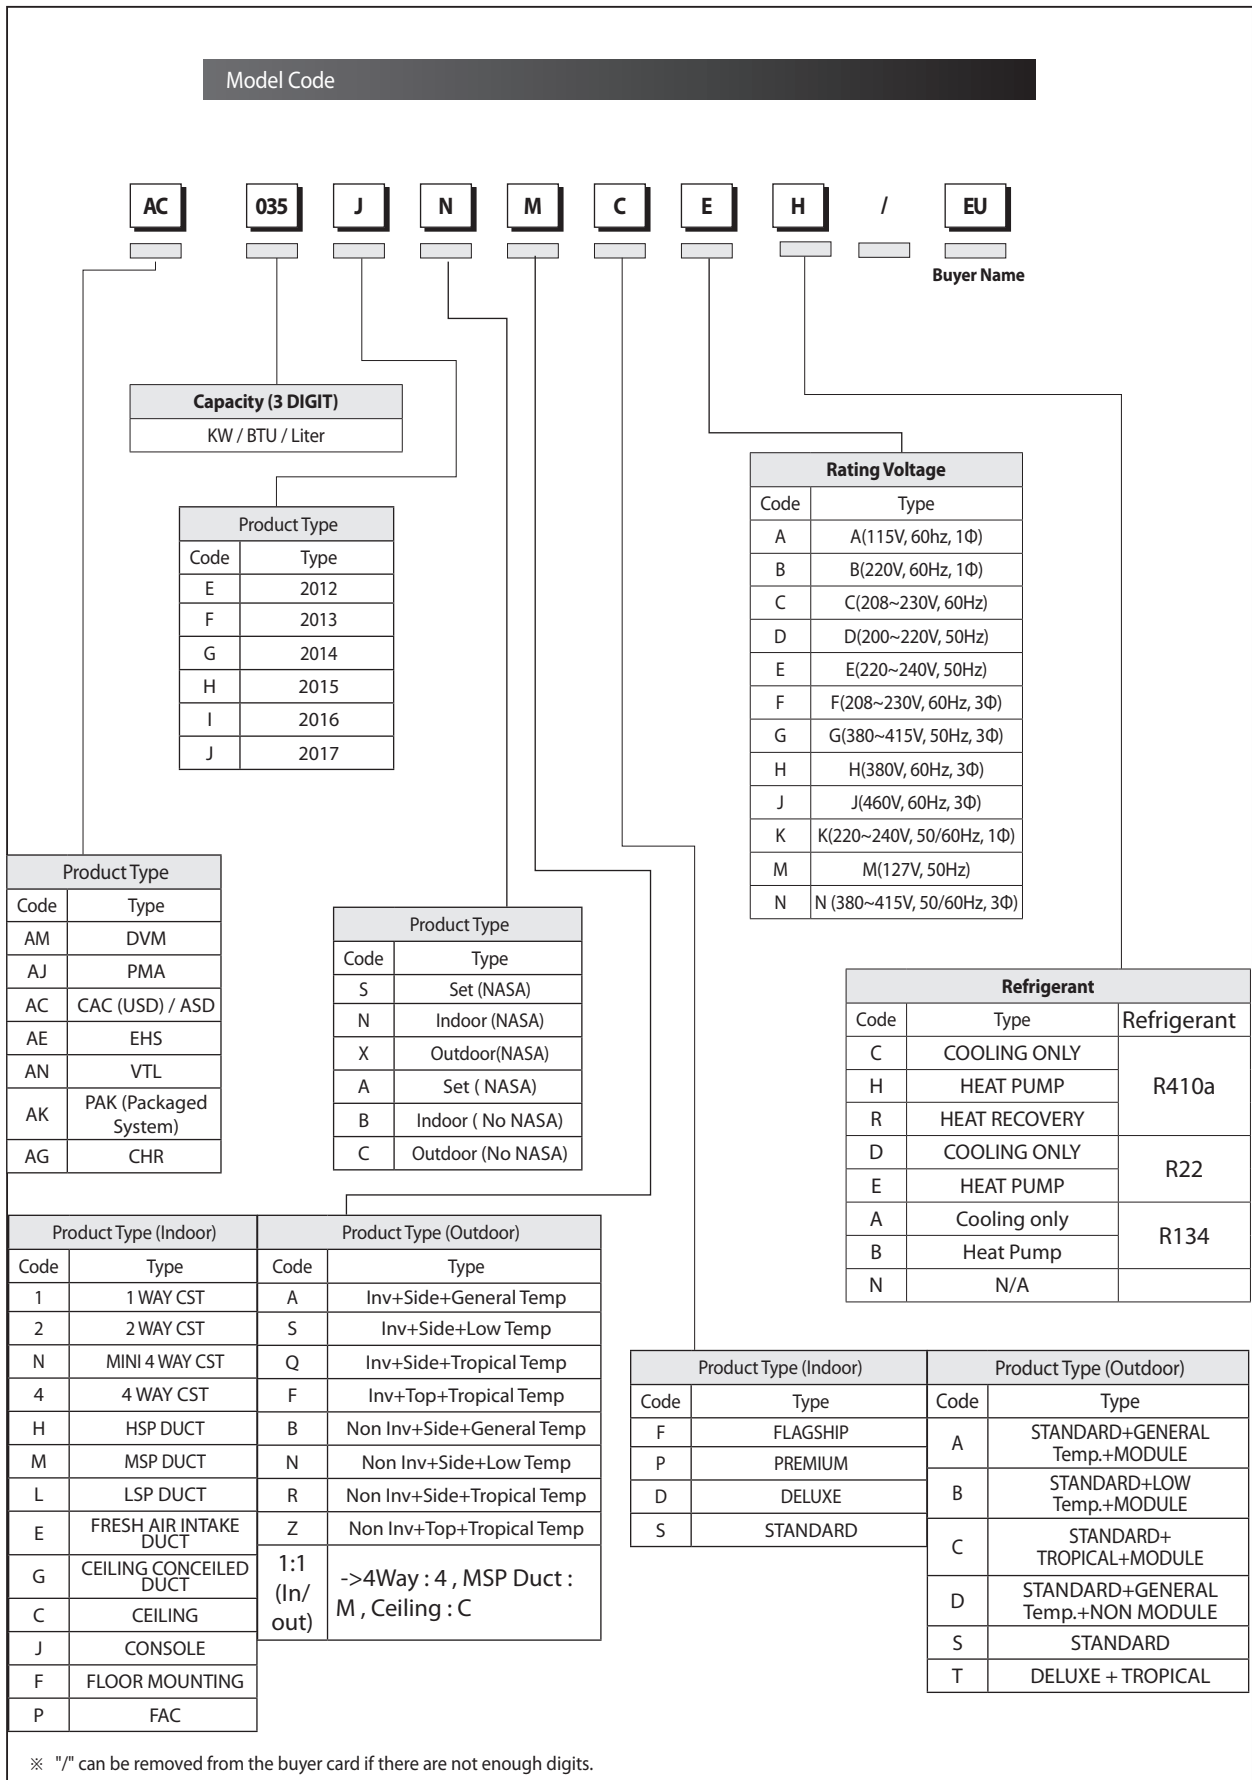 Model Code
AC 035 J N M C E H / EU
Buyer Name
Capacity (3 DIGIT)
KW / BTU / Liter
Product Type
Code Type
E 2012
F 2013
G 2014
H 2015
I 2016
J 2017
Rating Voltage
Code Type
A A(115V, 60hz, 1Φ)
B B(220V, 60Hz, 1Φ)
C C(208~230V, 60Hz)
D D(200~220V, 50Hz)
E E(220~240V, 50Hz)
F F(208~230V, 60Hz, 3Φ)
G G(380~415V, 50Hz, 3Φ)
H H(380V, 60Hz, 3Φ)
J J(460V, 60Hz, 3Φ)
K K(220~240V, 50/60Hz, 1Φ)
M M(127V, 50Hz)
N N (380~415V, 50/60Hz, 3Φ)
Product Type
Code Type
AM DVM
AJ PMA
AC CAC (USD) / ASD
AE EHS
AN VTL
AK PAK (Packaged
System)
AG CHR
Product Type
Code Type
S Set (NASA)
N Indoor (NASA)
X Outdoor(NASA)
A Set ( NASA)
B Indoor ( No NASA)
C Outdoor (No NASA)
Refrigerant
Code Type Refrigerant
C COOLING ONLY
H HEAT PUMP R410a
R HEAT RECOVERY
D COOLING ONLY
R22
E HEAT PUMP
A Cooling only
R134
B Heat Pump
N N/A
Product Type (Indoor)
Code Type
1 1 WAY CST
2 2 WAY CST
N MINI 4 WAY CST
4 4 WAY CST
H HSP DUCT
M MSP DUCT
L LSP DUCT
E FRESH AIR INTAKE
DUCT
G CEILING CONCEILED
DUCT
C CEILING
J CONSOLE
F FLOOR MOUNTING
P FAC
Product Type (Outdoor)
Code Type
A Inv+Side+General Temp
S Inv+Side+Low Temp
Q Inv+Side+Tropical Temp
F Inv+Top+Tropical Temp
B Non Inv+Side+General Temp
N Non Inv+Side+Low Temp
R Non Inv+Side+Tropical Temp
Z Non Inv+Top+Tropical Temp
1:1
(In/
out)
->4Way : 4 , MSP Duct :
M , Ceiling : C
Product Type (Indoor)
Code Type
F FLAGSHIP
P PREMIUM
D DELUXE
S STANDARD
Product Type (Outdoor)
Code Type
A STANDARD+GENERAL
Temp.+MODULE
B STANDARD+LOW
Temp.+MODULE
C STANDARD+
TROPICAL+MODULE
D STANDARD+GENERAL
Temp.+NON MODULE
S STANDARD
T DELUXE + TROPICAL
※ "/" can be removed from the buyer card if there are not enough digits.